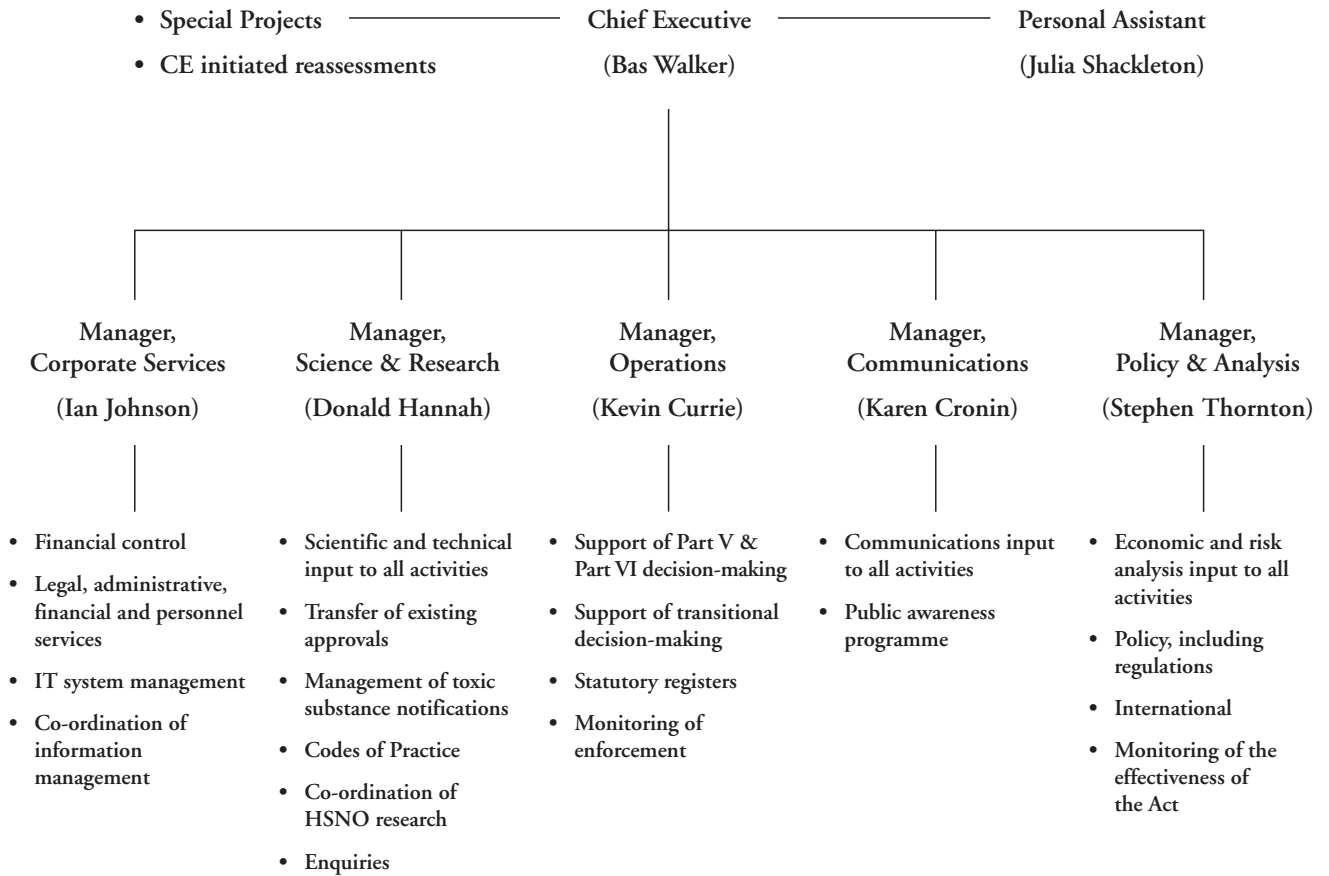 • Special Projects
• CE initiated reassessments
Chief Executive
(Bas Walker)
Personal Assistant
(Julia Shackleton)
Manager,
Corporate Services
(Ian Johnson)
• Financial control
• Legal, administrative,
financial and personnel
services
• IT system management
• Co-ordination of
information
management
Manager,
Science & Research
(Donald Hannah)
• Scientific and technical
input to all activities
• Transfer of existing
approvals
• Management of toxic
substance notifications
• Codes of Practice
• Co-ordination of
HSNO research
• Enquiries
Manager,
Operations
(Kevin Currie)
• Support of Part V &
Part VI decision-making
• Support of transitional
decision-making
• Statutory registers
• Monitoring of
enforcement
Manager,
Communications
(Karen Cronin)
• Communications input
to all activities
• Public awareness
programme
Manager,
Policy & Analysis
(Stephen Thornton)
• Economic and risk
analysis input to all
activities
• Policy, including
regulations
• International
• Monitoring of the
effectiveness of
the Act